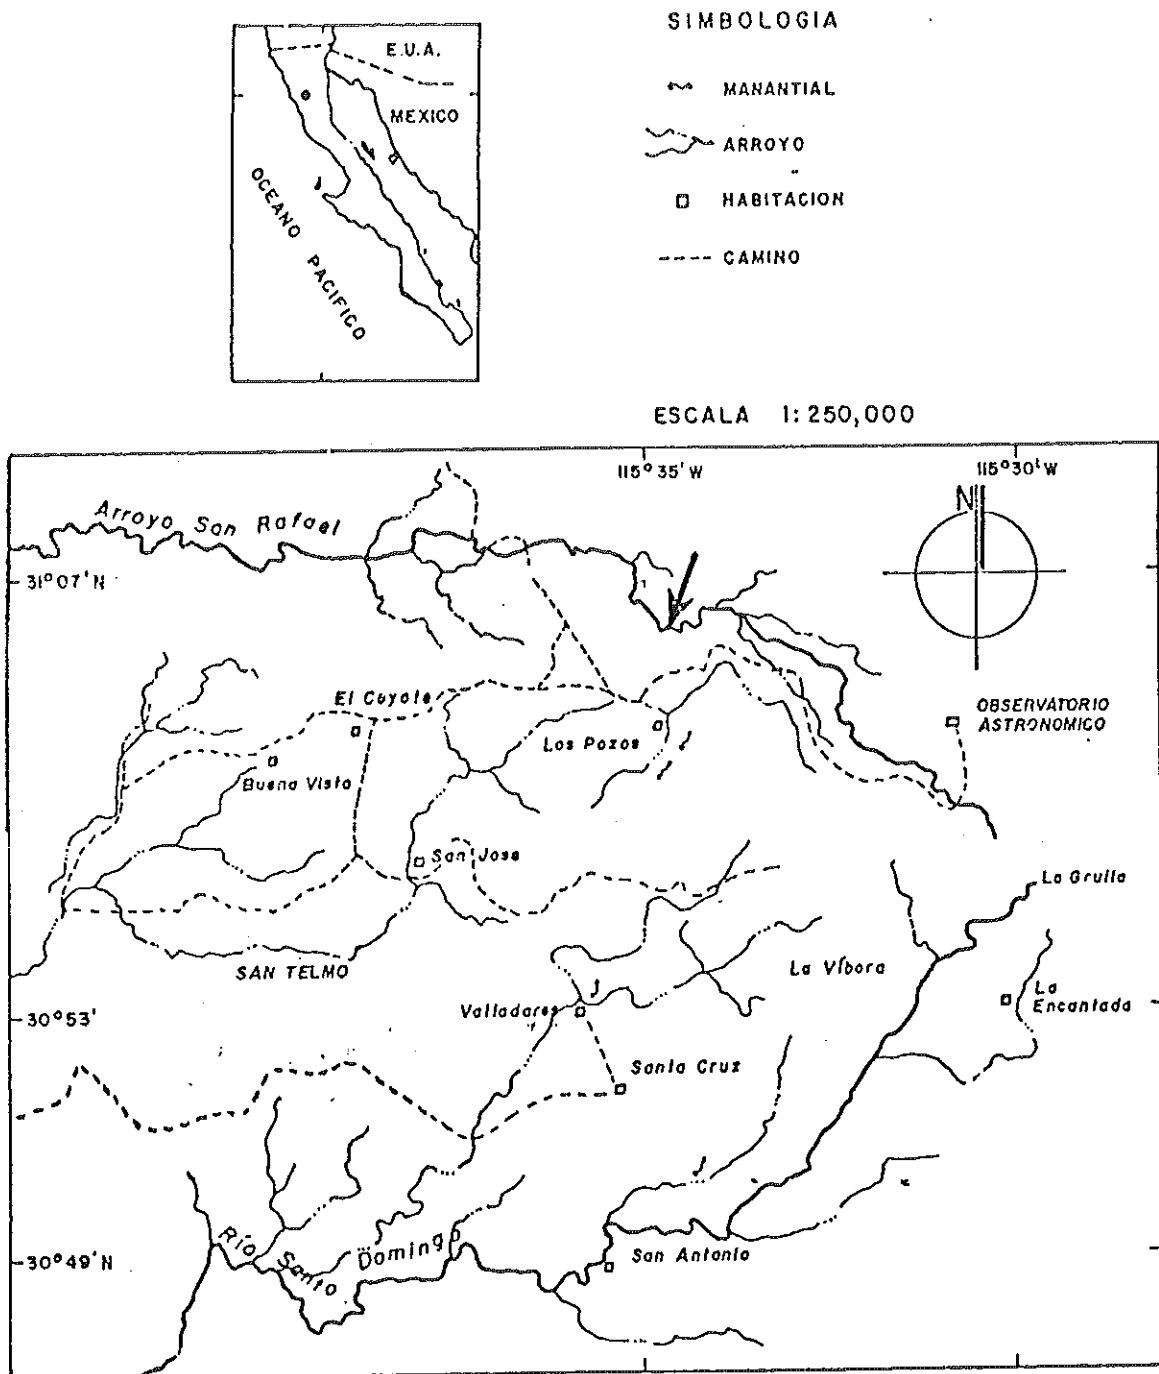 SIMBOLOGIA
E.U.A.
MANANTIAL
MEXICO
ARROYO
HABITACION
OCEANO PACIFICO
CAMINO
ESCALA 1:250,000
115°35'W
115°30'W
Arroyo San Rafael
N
31°07'N
El Coyote
OBSERVATORIO
ASTRONOMICO
Los Pozos
Buena Vista
San Jose
La Grulla
SAN TELMO
La Víbora
La
Encantada
Valladares
30°53'
Santa Cruz
Río Santo Domingo
San Antonio
30°49'N